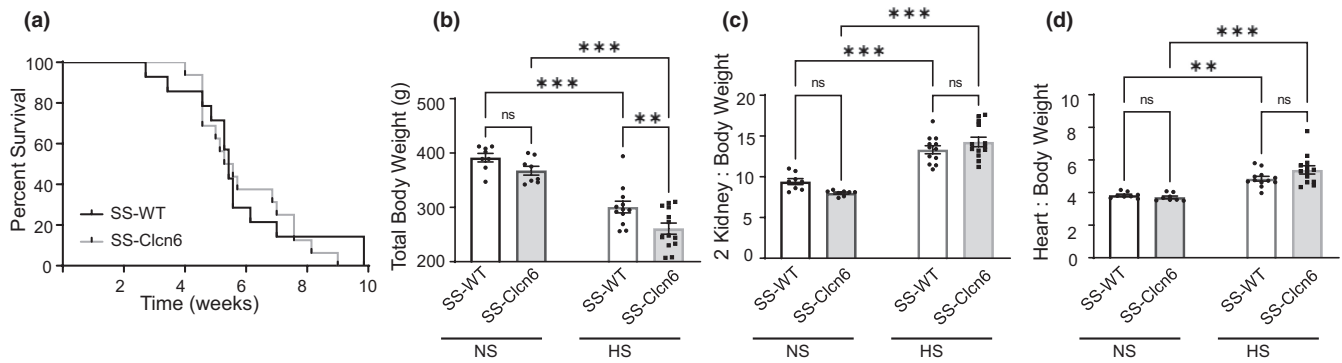 (a)
Percent Survival
100
80
60
40
20
0
SS-WT
SS-Clcn6
2 4 6 8 10
Time (weeks)
(b)
Total Body Weight (g)
500
400
300
200
***
***
ns
**
SS-WT SS-Clcn6 SS-WT SS-Clcn6
NS HS
(c)
2 Kidney : Body Weight
20
15
10
5
0
***
***
ns
ns
SS-WT SS-Clcn6 SS-WT SS-Clcn6
NS HS
(d)
Heart : Body Weight
10
8
6
4
2
0
***
**
ns
ns
SS-WT SS-Clcn6 SS-WT SS-Clcn6
NS HS